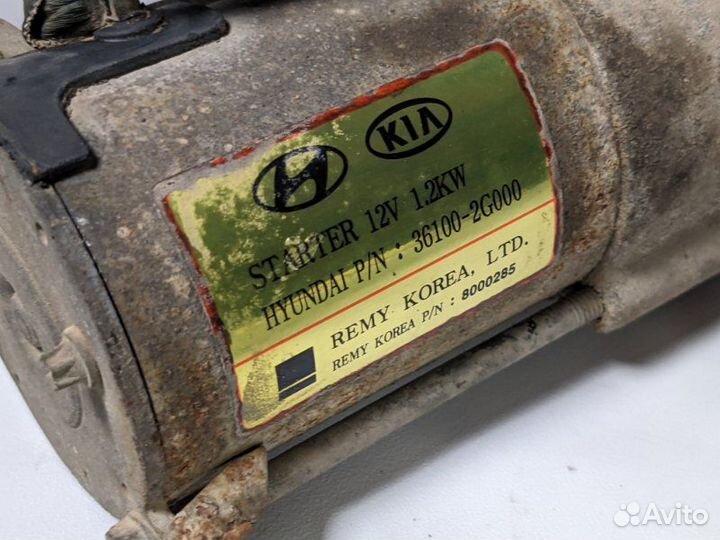 KIA
STARTER 12V 1.2KW
HYUNDAI P/N : 36100-2G000
REMY KOREA, LTD.
REMY KOREA P/N : 8000285
Avito